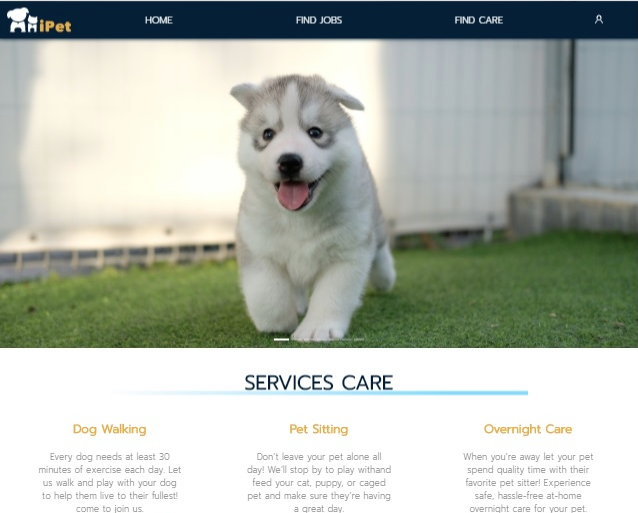 iPet
HOME
FIND JOBS
FIND CARE
SERVICES CARE
Dog Walking
Every dog needs at least 30
minutes of exercise each day. Let
us walk and play with your dog
to help them live to their fullest!
come to join us.
Pet Sitting
Don't leave your pet alone all
day! We'll stop by to play withand
feed your cat, puppy, or caged
pet and make sure they're having
a great day.
Overnight Care
When you're away let your pet
spend quality time with their
favorite pet sitter! Experience
safe, hassle-free at-home
overnight care for your pet.